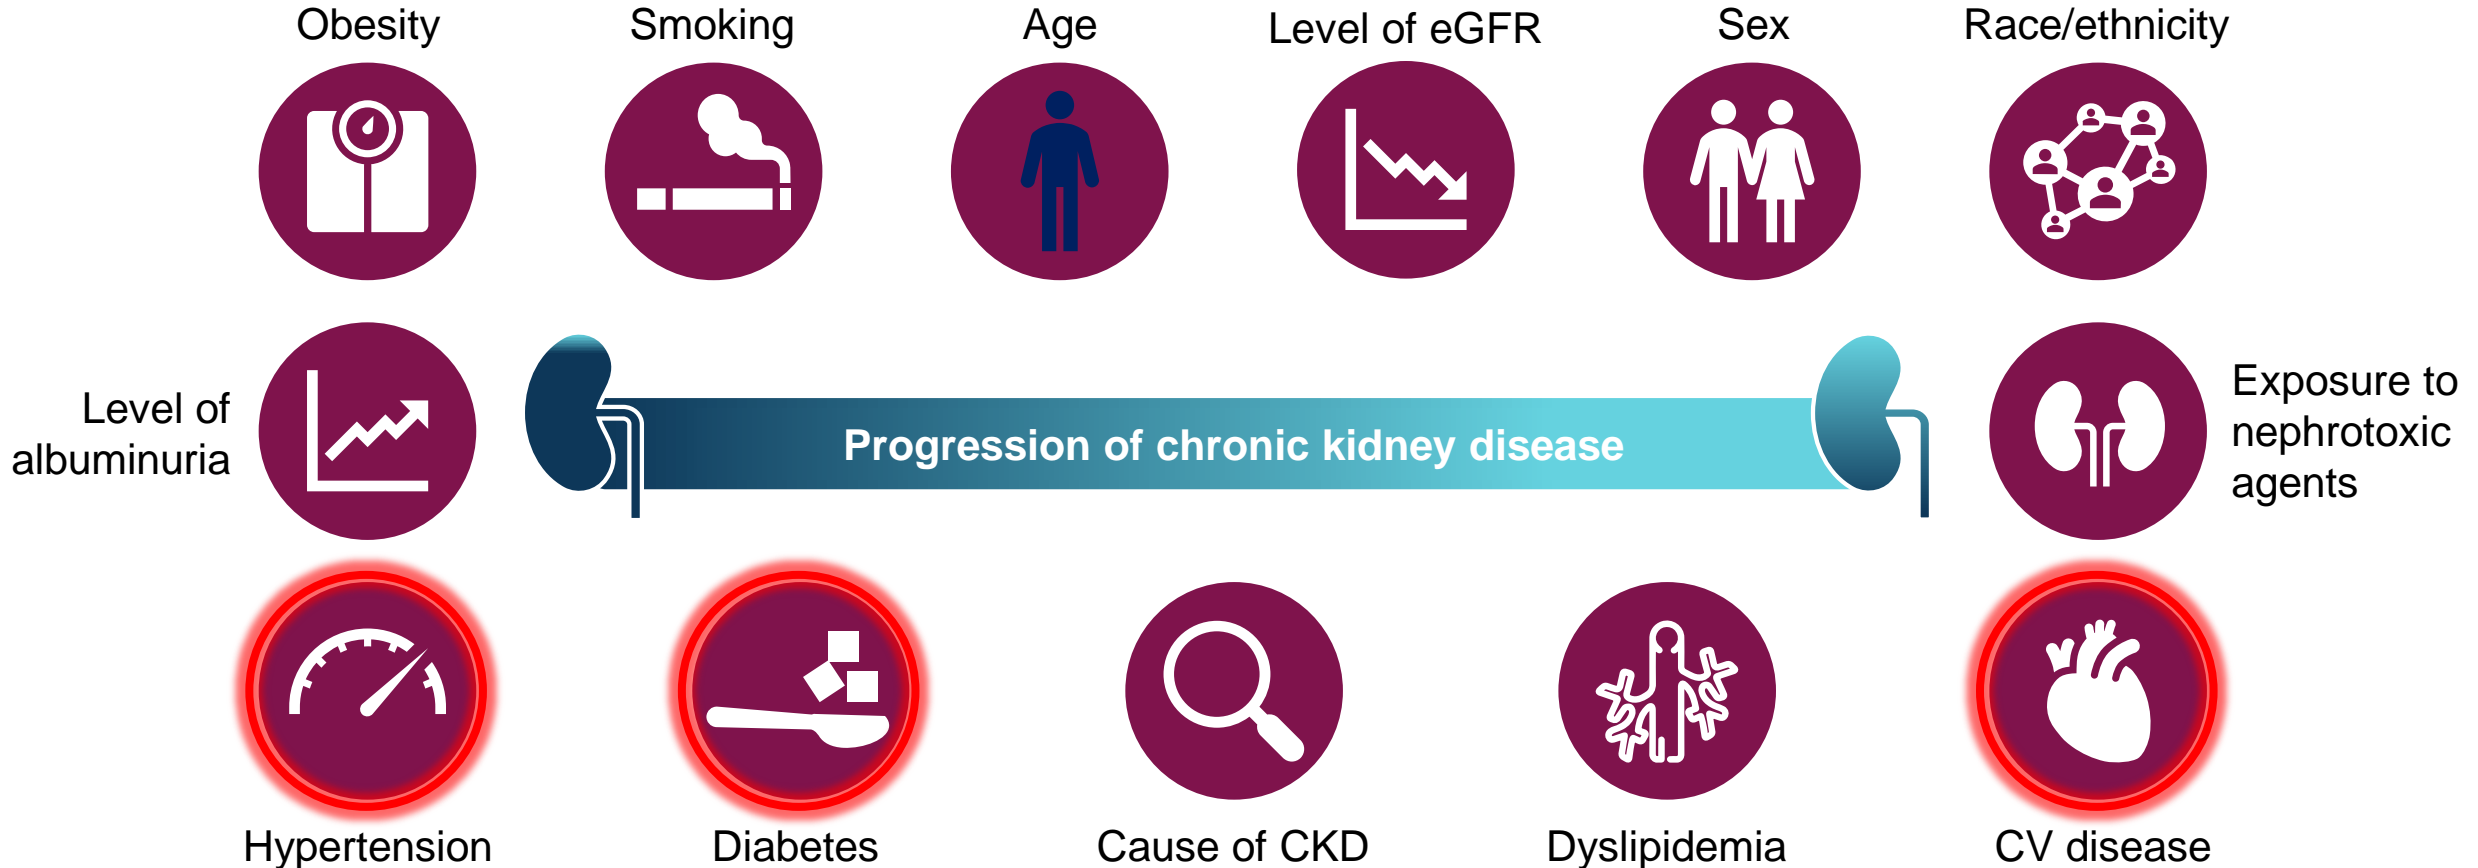 Obesity
Smoking
Age
Level of eGFR
Sex
Race/ethnicity
Level of
albuminuria
Progression of chronic kidney disease
Exposure to
nephrotoxic
agents
Hypertension
Diabetes
Cause of CKD
Dyslipidemia
CV disease